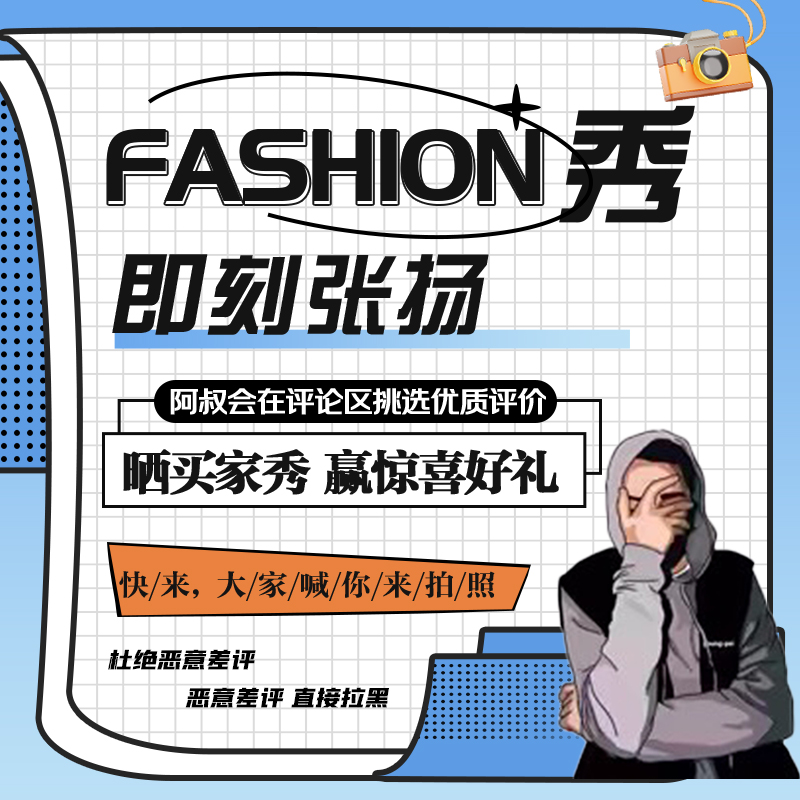 FASHION秀
即刻张扬
阿叔会在评论区挑选优质评价
晒买家秀 赢惊喜好礼
快/来，大/家/喊/你/来/拍/照
杜绝恶意差评
恶意差评 直接拉黑